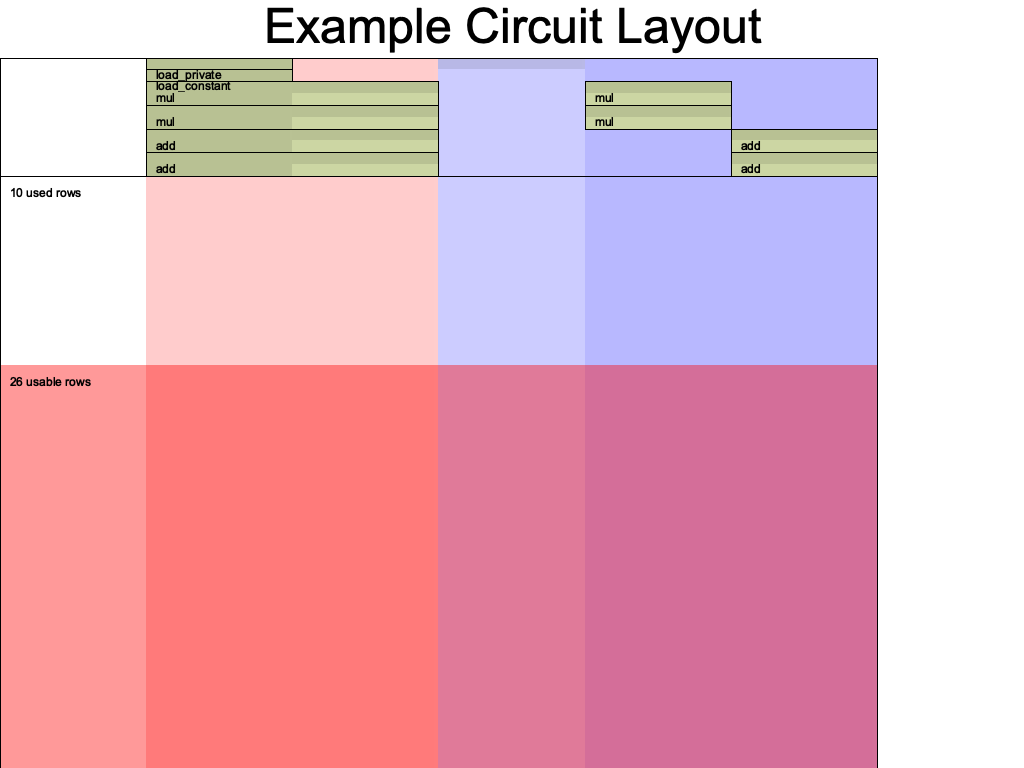 Example Circuit Layout
load_private
load_constant
mul
mul
mul
mul
add
add
add
add
10 used rows
26 usable rows